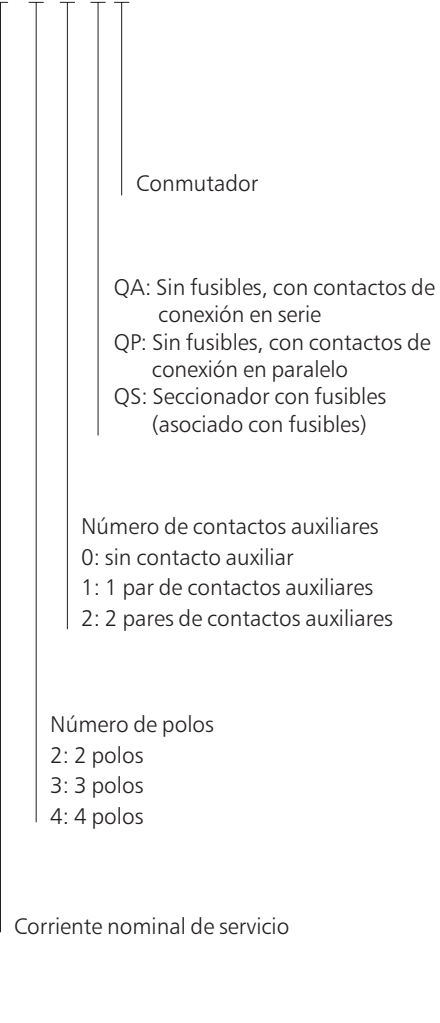 Conmutador
QA: Sin fusibles, con contactos de
conexión en serie
QP: Sin fusibles, con contactos de
conexión en paralelo
QS: Seccionador con fusibles
(asociado con fusibles)
Número de contactos auxiliares
0: sin contacto auxiliar
1: 1 par de contactos auxiliares
2: 2 pares de contactos auxiliares
Número de polos
2: 2 polos
3: 3 polos
4: 4 polos
Corriente nominal de servicio